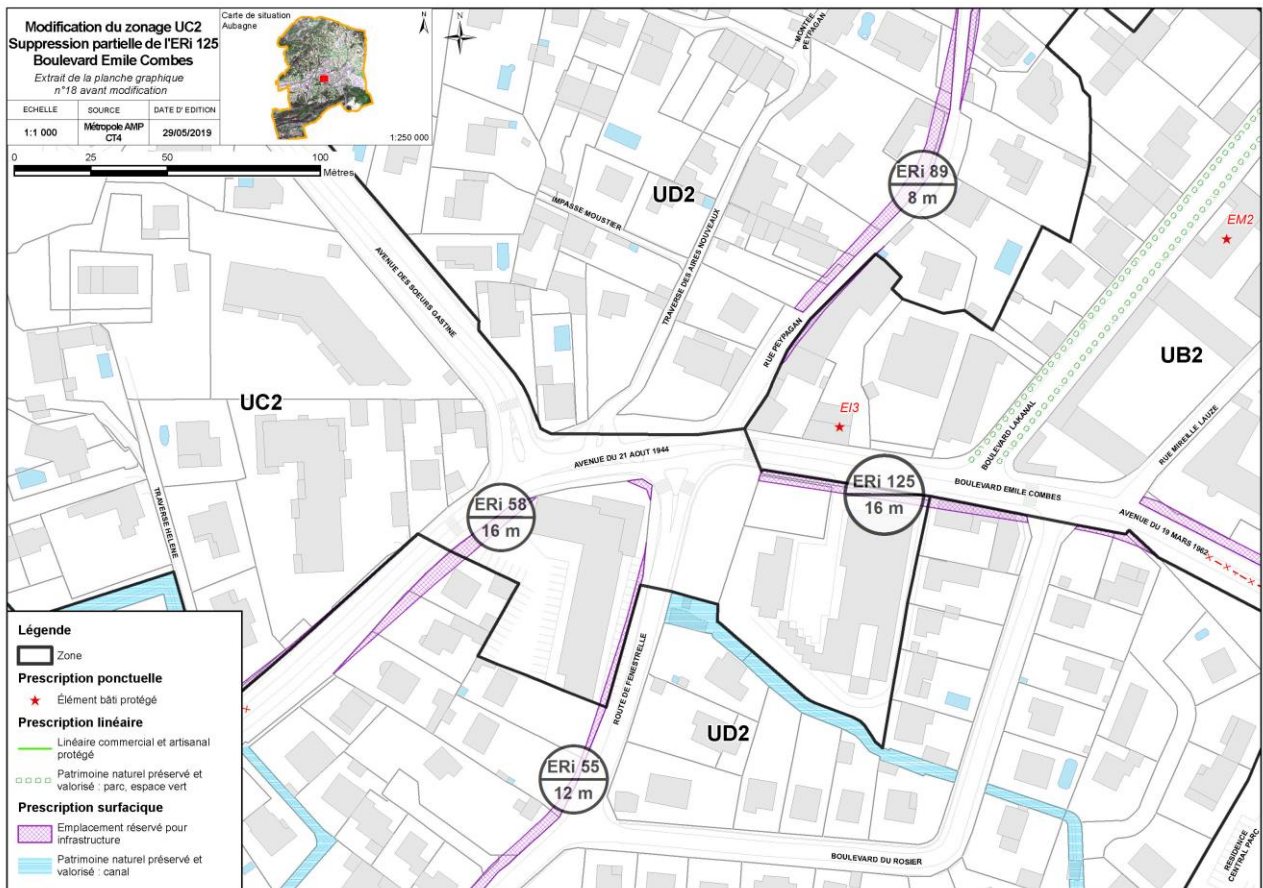 Modification du zonage UC2
Suppression partielle de l'ERi 125
Boulevard Emile Combes
Extrait de la planche graphique
n°18 avant modification
ECHELLE
SOURCE
DATE D'EDITION
1:1 000
Métropole AMP
CT4
29/05/2019
Carte de situation
Aubagne
1:250 000
N
N
0 25 50 100
Mètres
MONTÉE PEYPAGAN
ERi 89
8 m
UD2
IMPASSE MOUSTIER
EM2
AVENUE DES SOEURS GASTINE
TRAVERSE DES AIRES NOUVEAUX
RUE PEYPAGAN
UB2
UC2
EI3
BOULEVARD LAKANAL
RUE MIREILLE LAUZE
AVENUE DU 21 AOUT 1944
ERi 125
16 m
BOULEVARD EMILE COMBES
ERi 58
16 m
AVENUE DU 19 MARS 1962
TRAVERSE HELENE
ROUTE DE FENESTRELLE
UD2
ERi 55
12 m
BOULEVARD DU ROSIER
RESIDENCE
CENTRAL PARC
Légende
Zone
Prescription ponctuelle
Élément bâti protégé
Prescription linéaire
Linéaire commercial et artisanal
protégé
Patrimoine naturel préservé et
valorisé : parc, espace vert
Prescription surfacique
Emplacement réservé pour
infrastructure
Patrimoine naturel préservé et
valorisé : canal